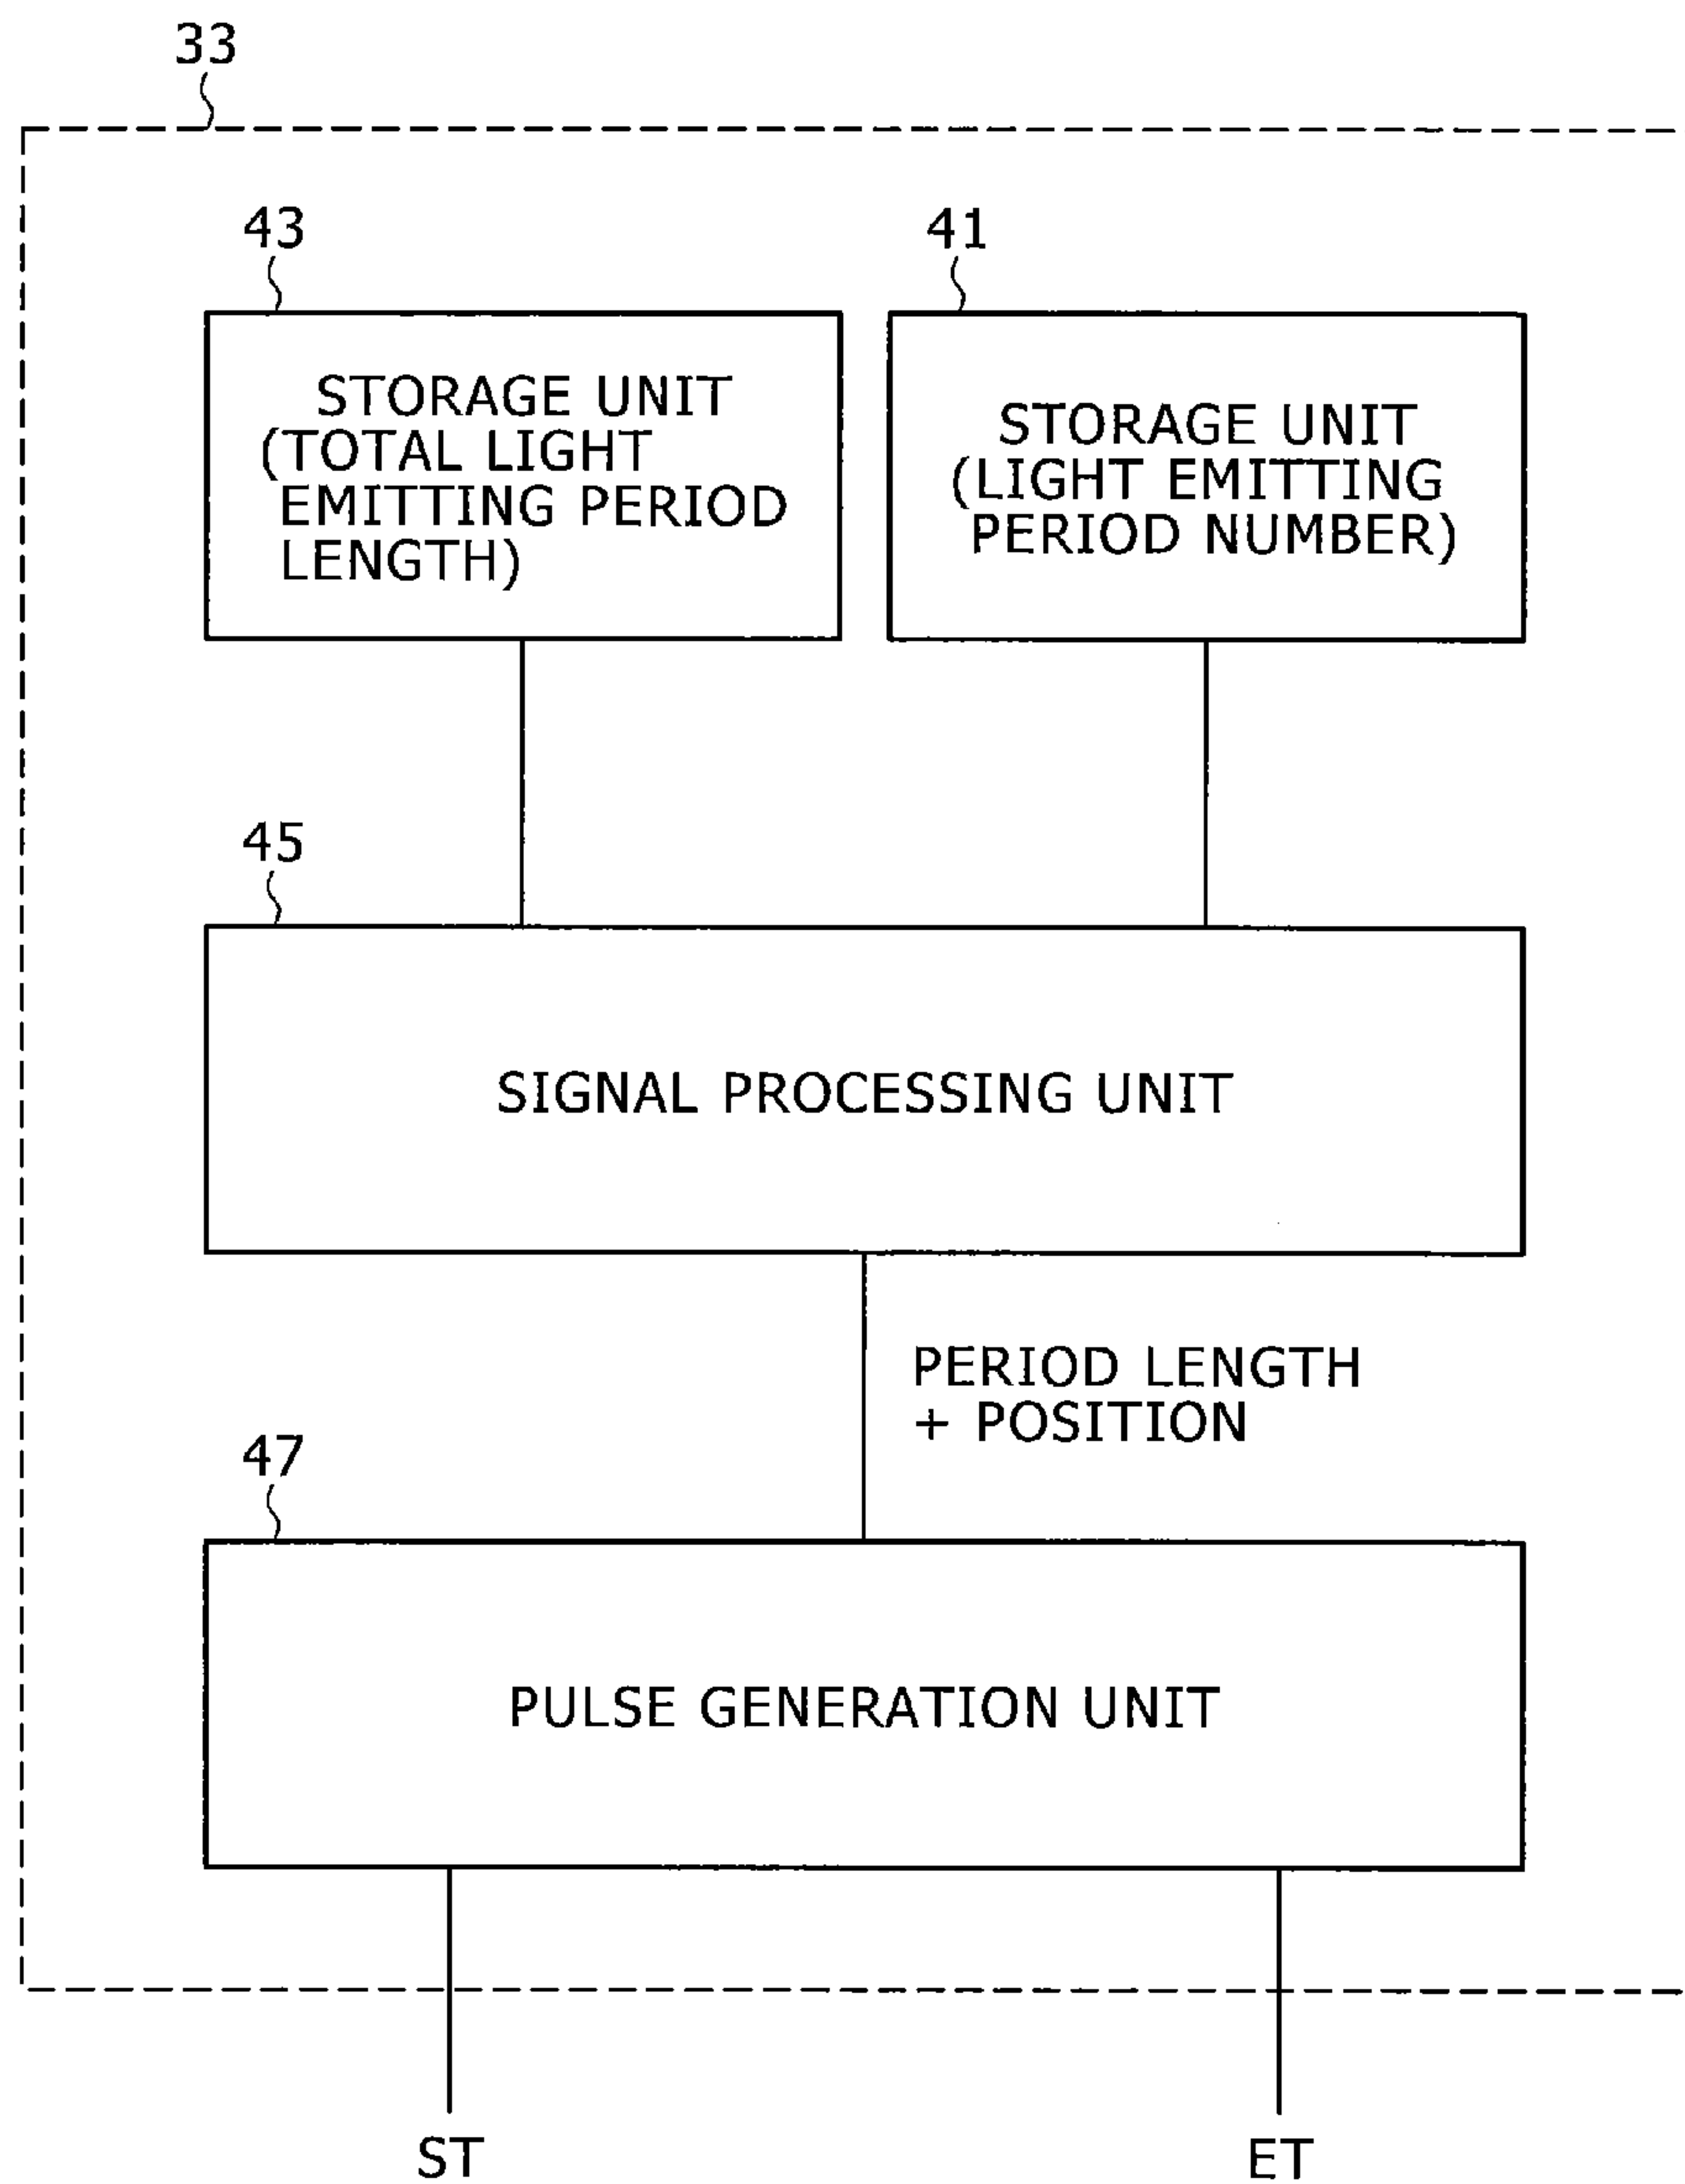 33
43
STORAGE UNIT
(TOTAL LIGHT
EMITTING PERIOD
LENGTH)
41
STORAGE UNIT
(LIGHT EMITTING
PERIOD NUMBER)
45
SIGNAL PROCESSING UNIT
PERIOD LENGTH
+ POSITION
47
PULSE GENERATION UNIT
ST
ET